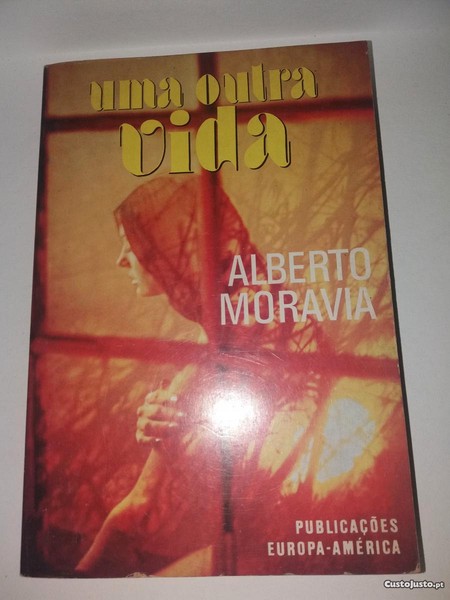 uma outra
vida
ALBERTO
MORAVIA
PUBLICAÇÕES
EUROPA-AMÉRICA
Custojusto.pt